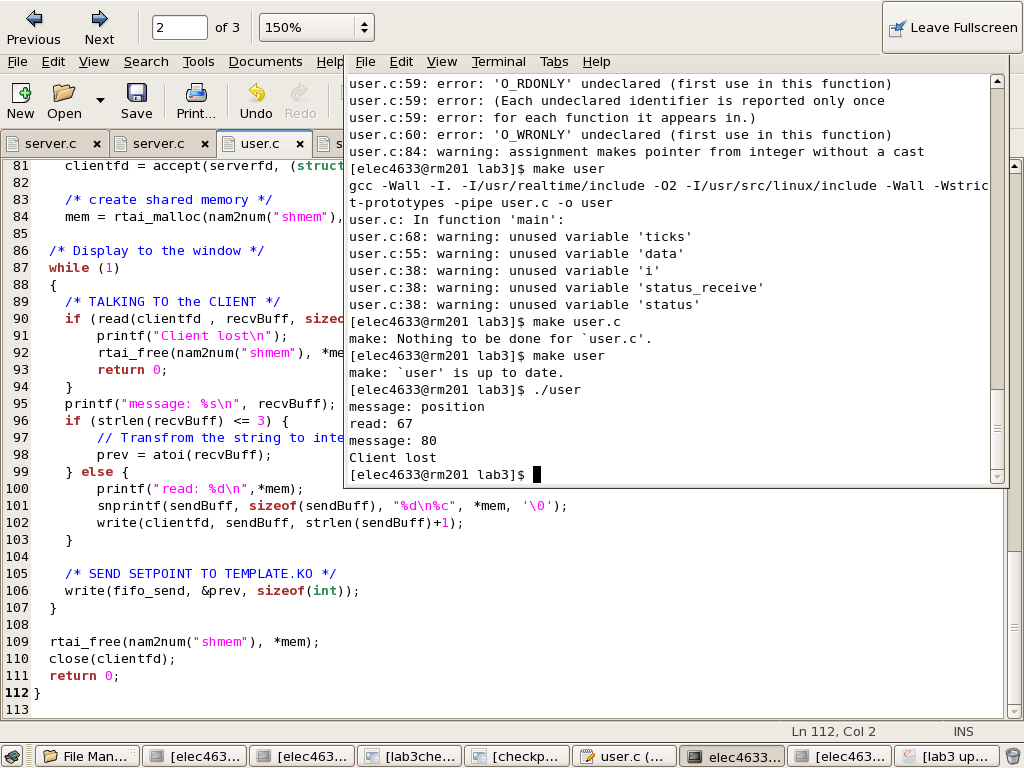 Previous
Next
2 of 3
150%
Leave Fullscreen
File Edit View Search Tools Documents Help
New Open Save Print... Undo Redo
server.c
server.c
user.c
s
81 clientfd = accept(serverfd, (struct
82
83 /* create shared memory */
84 mem = rtai_malloc(nam2num("shmem"),
85
86 /* Display to the window */
87 while (1)
88 {
89 /* TALKING TO the CLIENT */
90 if (read(clientfd , recvBuff, sizeo
91 printf("Client lost\n");
92 rtai_free(nam2num("shmem"), *me
93 return 0;
94 }
95 printf("message: %s\n", recvBuff);
96 if (strlen(recvBuff) <= 3) {
97 // Transfrom the string to inte
98 prev = atoi(recvBuff);
99 } else {
100 printf("read: %d\n",*mem);
101 snprintf(sendBuff, sizeof(sendBuff), "%d\n%c", *mem, '\0');
102 write(clientfd, sendBuff, strlen(sendBuff)+1);
103 }
104
105 /* SEND SETPOINT TO TEMPLATE.KO */
106 write(fifo_send, &prev, sizeof(int));
107 }
108
109 rtai_free(nam2num("shmem"), *mem);
110 close(clientfd);
111 return 0;
112 }
113
File Edit View Terminal Tabs Help
user.c:59: error: 'O_RDONLY' undeclared (first use in this function)
user.c:59: error: (Each undeclared identifier is reported only once
user.c:59: error: for each function it appears in.)
user.c:60: error: 'O_WRONLY' undeclared (first use in this function)
user.c:84: warning: assignment makes pointer from integer without a cast
[elec4633@rm201 lab3]$ make user
gcc -Wall -I. -I/usr/realtime/include -O2 -I/usr/src/linux/include -Wall -Wstric
t-prototypes -pipe user.c -o user
user.c: In function 'main':
user.c:68: warning: unused variable 'ticks'
user.c:55: warning: unused variable 'data'
user.c:38: warning: unused variable 'i'
user.c:38: warning: unused variable 'status_receive'
user.c:38: warning: unused variable 'status'
[elec4633@rm201 lab3]$ make user.c
make: Nothing to be done for `user.c'.
[elec4633@rm201 lab3]$ make user
make: `user' is up to date.
[elec4633@rm201 lab3]$ ./user
message: position
read: 67
message: 80
Client lost
[elec4633@rm201 lab3]$
Ln 112, Col 2 INS
File Man...
[elec463...
[elec463...
[lab3che...
[checkp...
user.c (...
elec4633...
[elec463...
[lab3 up...